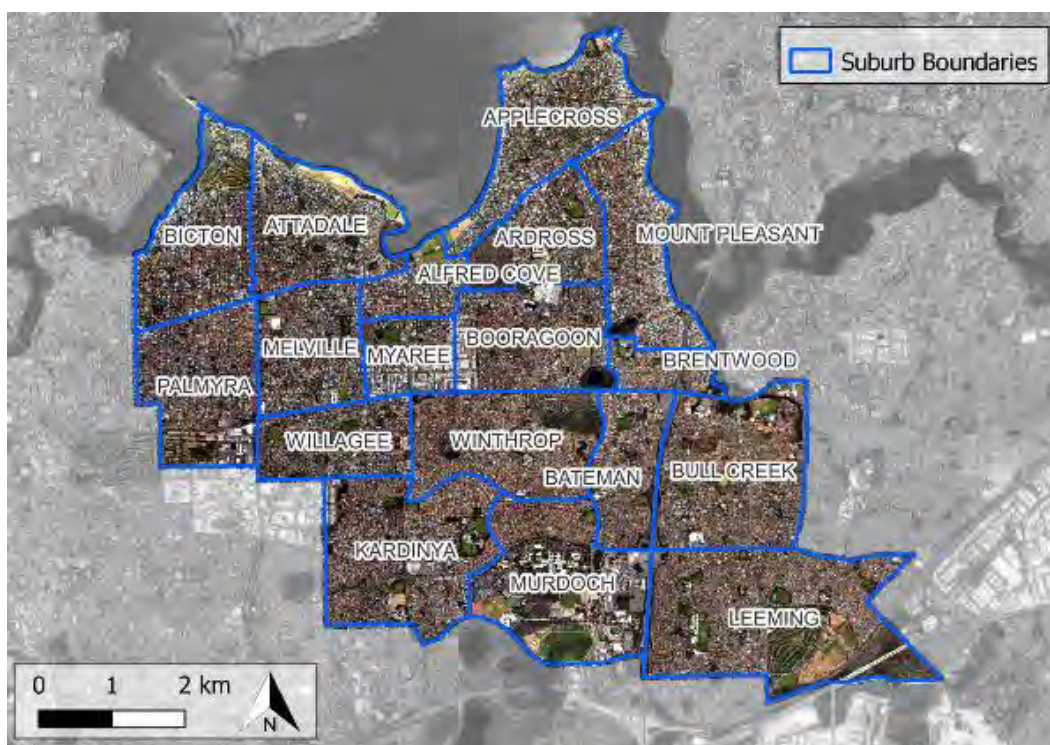 Suburb Boundaries
APPLECROSS
BICTON
ATTADALE
ARDROSS
MOUNT PLEASANT
ALFRED COVE
MELVILLE
MYAREE
BOORAGOON
BRENTWOOD
PALMYRA
WILLAGEE
WINTHROP
BATEMAN
BULL CREEK
KARDINYA
MURDOCH
LEEMING
0 1 2 km
N